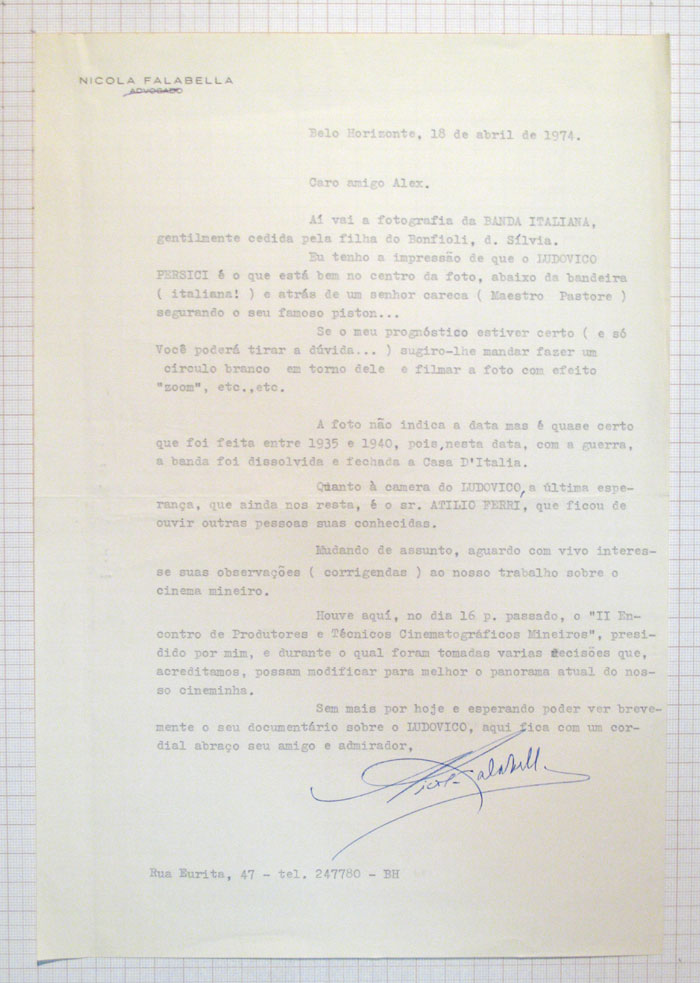 NICOLA FALABELLA
ADVOGADO
Belo Horizonte, 18 de abril de 1974.
Caro amigo Alex.
Aí vai a fotografia da BANDA ITALIANA,
gentilmente cedida pela filha do Bonfioli, d. Sílvia.
Eu tenho a impressão de que o LUDOVICO
PERSICI é o que está bem no centro da foto, abaixo da bandeira
( italiana! ) e atrás de um senhor careca ( Maestro Pastore )
segurando o seu famoso piston...
Se o meu prognóstico estiver certo ( e só
Você poderá tirar a dúvida... ) sugiro-lhe mandar fazer um
circulo branco em torno dele e filmar a foto com efeito
"zoom", etc.,etc.
A foto não indica a data mas é quase certo
que foi feita entre 1935 e 1940, pois,nesta data, com a guerra,
a banda foi dissolvida e fechada a Casa D'Italia.
Quanto à camera do LUDOVICO, a última espe-
rança, que ainda nos resta, é o sr. ATILIO FERRI, que ficou de
ouvir outras pessoas suas conhecidas.
Mudando de assunto, aguardo com vivo interes-
se suas observações ( corrigendas ) ao nosso trabalho sobre o
cinema mineiro.
Houve aquí, no dia 16 p. passado, o "II En-
contro de Produtores e Técnicos Cinematográficos Mineiros", presi-
dido por mim, e durante o qual foram tomadas varias decisões que,
acreditamos, possam modificar para melhor o panorama atual do nos-
so cineminha.
Sem mais por hoje e esperando poder ver breve-
mente o seu documentário sobre o LUDOVICO, aqui fica com um cor-
dial abraço seu amigo e admirador,
Nicola Falabella
Rua Eurita, 47 - tel. 247780 - BH